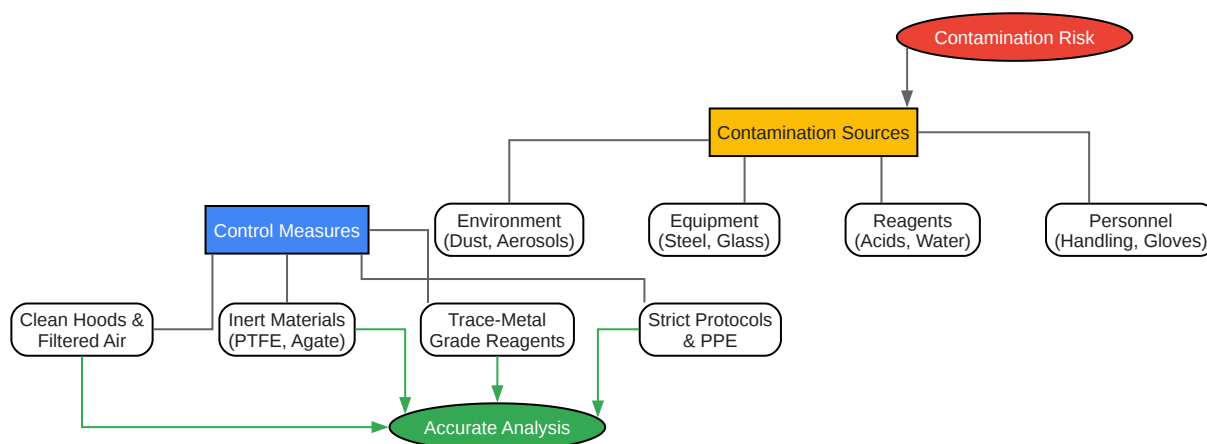 Contamination Risk
Contamination Sources
Environment
(Dust, Aerosols)
Equipment
(Steel, Glass)
Reagents
(Acids, Water)
Personnel
(Handling, Gloves)
Control Measures
Clean Hoods &
Filtered Air
Inert Materials
(PTFE, Agate)
Trace-Metal
Grade Reagents
Strict Protocols
& PPE
Accurate Analysis